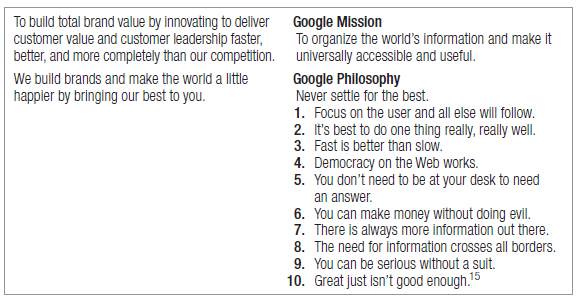 To build total brand value by innovating to deliver
customer value and customer leadership faster,
better, and more completely than our competition.
We build brands and make the world a little
happier by bringing our best to you.
Google Mission
To organize the world's information and make it
universally accessible and useful.
Google Philosophy
Never settle for the best.
1. Focus on the user and all else will follow.
2. It's best to do one thing really, really well.
3. Fast is better than slow.
4. Democracy on the Web works.
5. You don't need to be at your desk to need
an answer.
6. You can make money without doing evil.
7. There is always more information out there.
8. The need for information crosses all borders.
9. You can be serious without a suit.
10. Great just isn't good enough.15